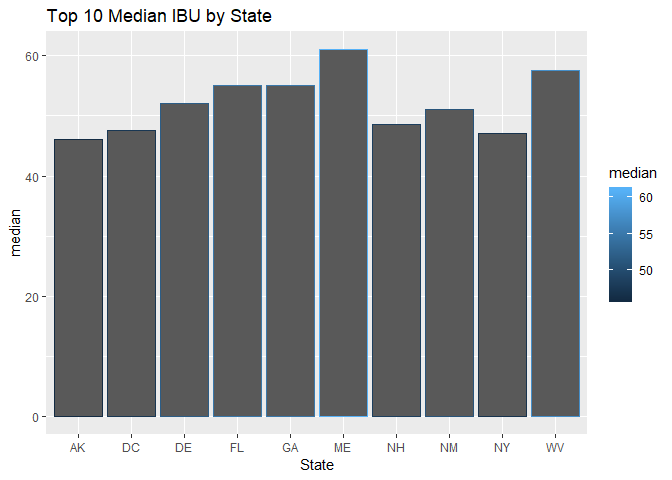 Top 10 Median IBU by State
median
60
40
20
0
AK DC DE FL GA ME NH NM NY WV
State
median
60
55
50